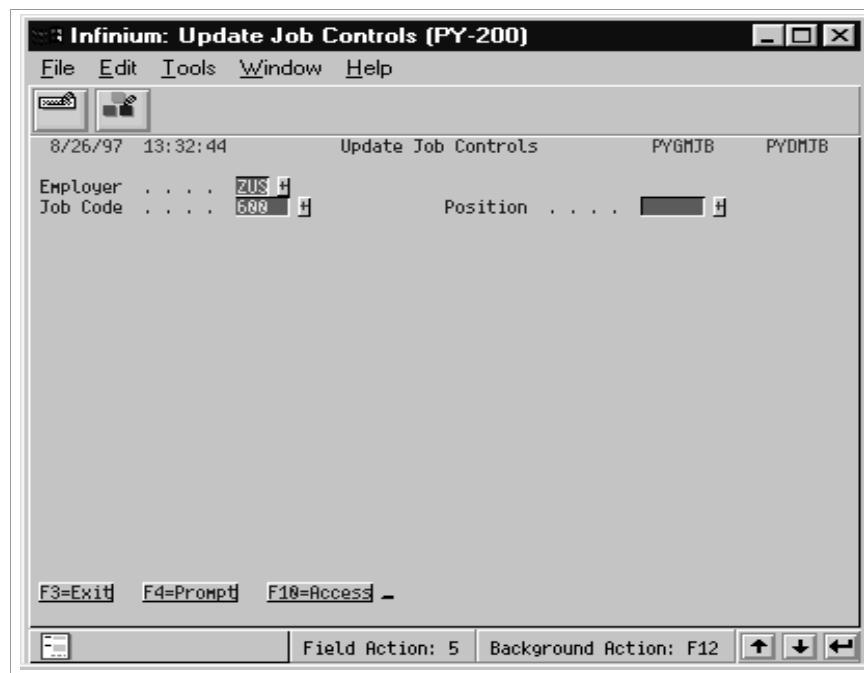 Infinium: Update Job Controls (PY-200)
File Edit Tools Window Help
8/26/97 13:32:44 Update Job Controls PYGMJB PYDMJB
Employer . . . . ZUS +
Job Code . . . . 600 + Position . . . . +
F3=Exit F4=Prompt F10=Access
Field Action: 5 Background Action: F12